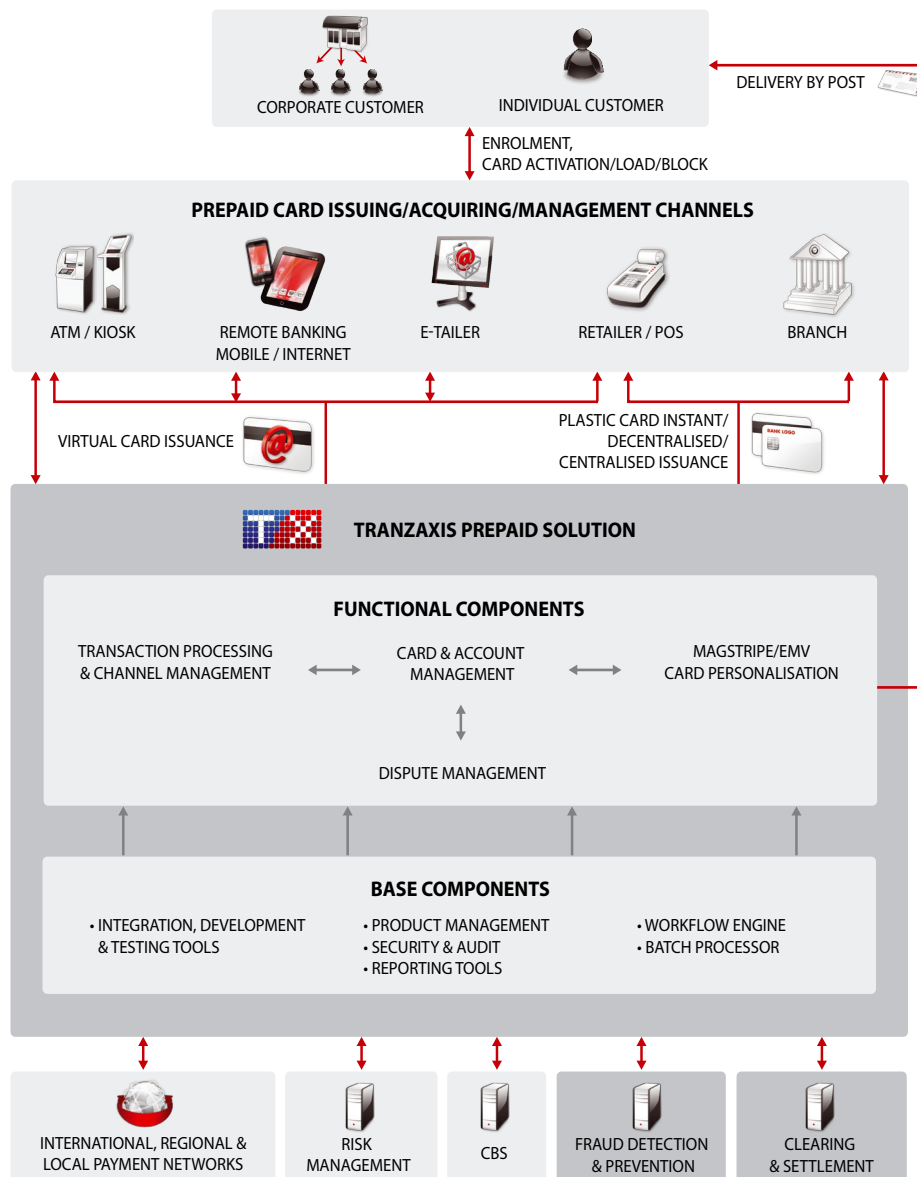 CORPORATE CUSTOMER
INDIVIDUAL CUSTOMER
DELIVERY BY POST
ENROLMENT,
CARD ACTIVATION/LOAD/BLOCK
PREPAID CARD ISSUING/ACQUIRING/MANAGEMENT CHANNELS
ATM / KIOSK
REMOTE BANKING
MOBILE / INTERNET
E-TAILER
RETAILER / POS
BRANCH
VIRTUAL CARD ISSUANCE
@
PLASTIC CARD INSTANT/
DECENTRALISED/
CENTRALISED ISSUANCE
BANK LOGO
TX
TRANZAXIS PREPAID SOLUTION
FUNCTIONAL COMPONENTS
TRANSACTION PROCESSING
& CHANNEL MANAGEMENT
CARD & ACCOUNT
MANAGEMENT
MAGSTRIPE/EMV
CARD PERSONALISATION
DISPUTE MANAGEMENT
BASE COMPONENTS
• INTEGRATION, DEVELOPMENT
& TESTING TOOLS
• PRODUCT MANAGEMENT
• SECURITY & AUDIT
• REPORTING TOOLS
• WORKFLOW ENGINE
• BATCH PROCESSOR
INTERNATIONAL, REGIONAL &
LOCAL PAYMENT NETWORKS
RISK
MANAGEMENT
CBS
FRAUD DETECTION
& PREVENTION
CLEARING
& SETTLEMENT